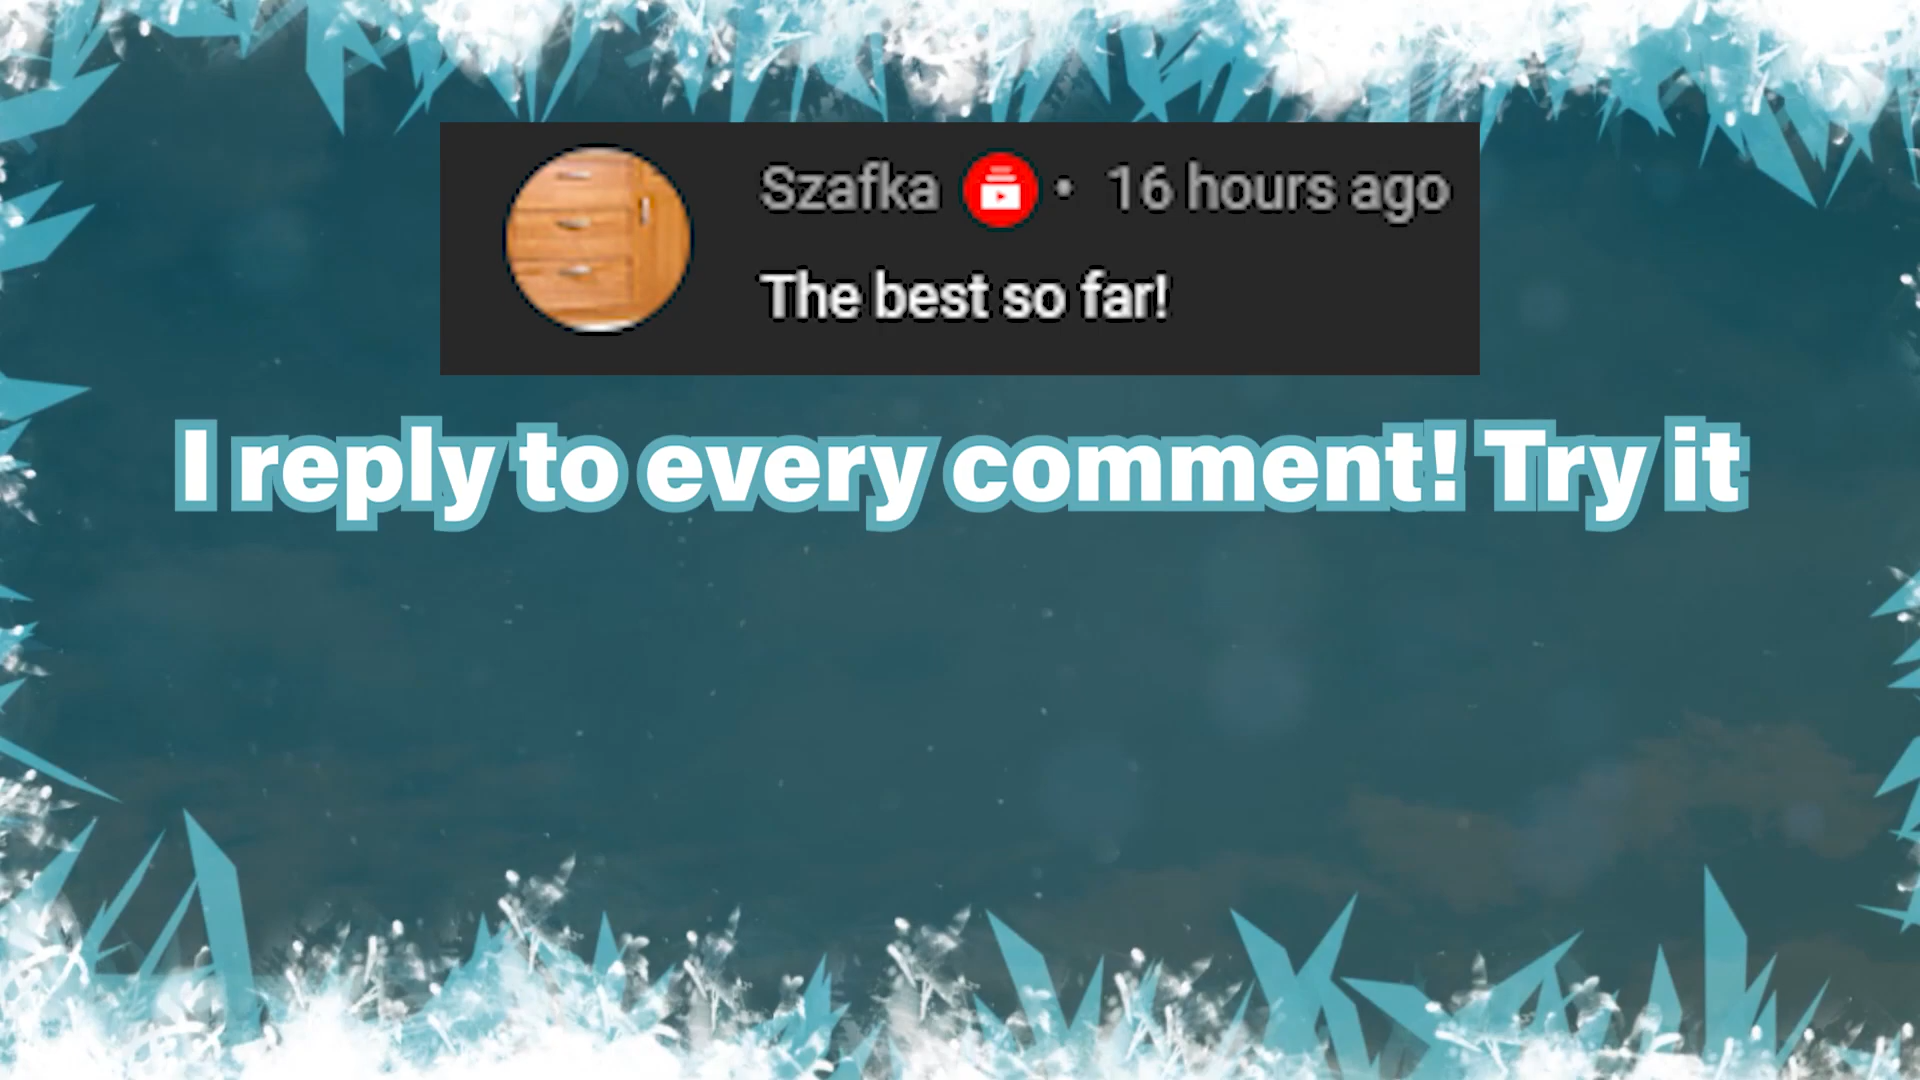 Szafka • 16 hours ago
The best so far!
I reply to every comment! Try it